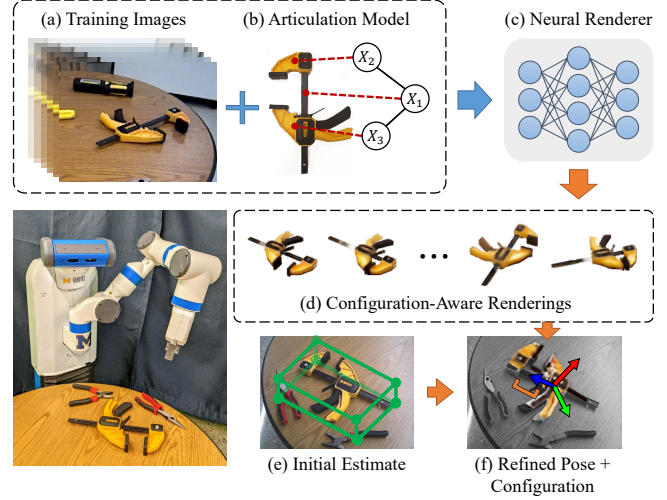 (a) Training Images
(b) Articulation Model
(c) Neural Renderer
X₂
X₁
X₃
(d) Configuration-Aware Renderings
M
(e) Initial Estimate
(f) Refined Pose +
Configuration